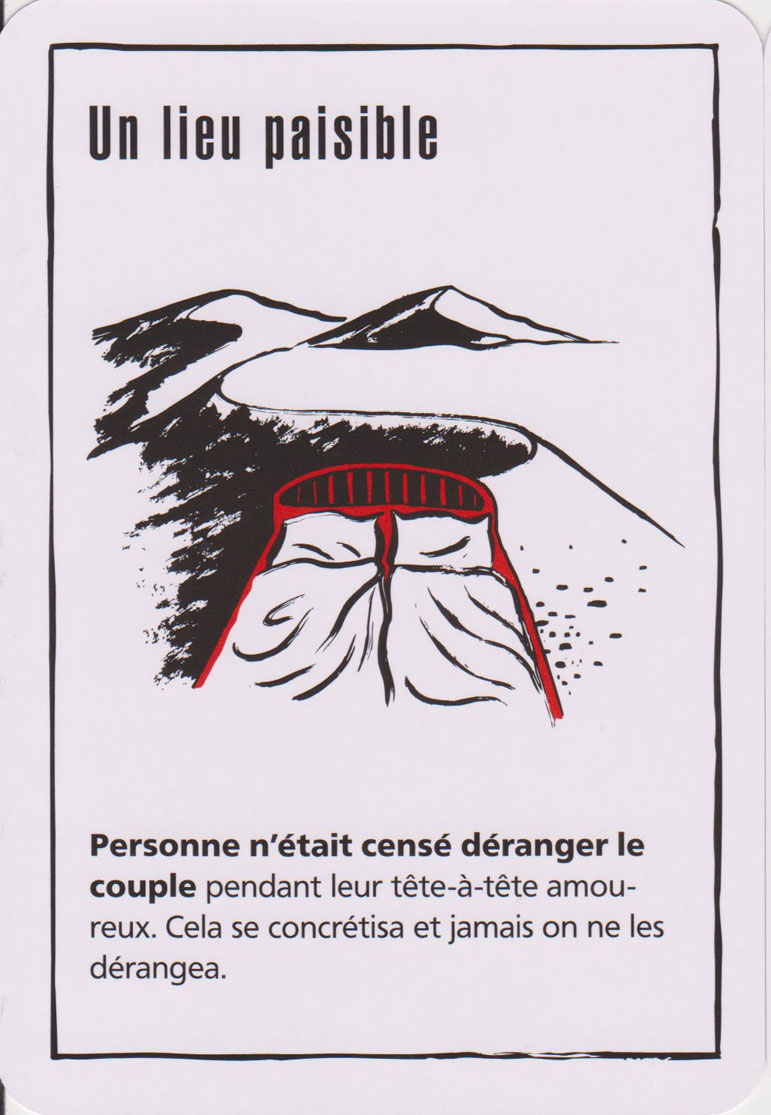 Un lieu paisible
Personne n’était censé déranger le
couple pendant leur tête-à-tête amou-
reux. Cela se concrétisa et jamais on ne les
dérangea.